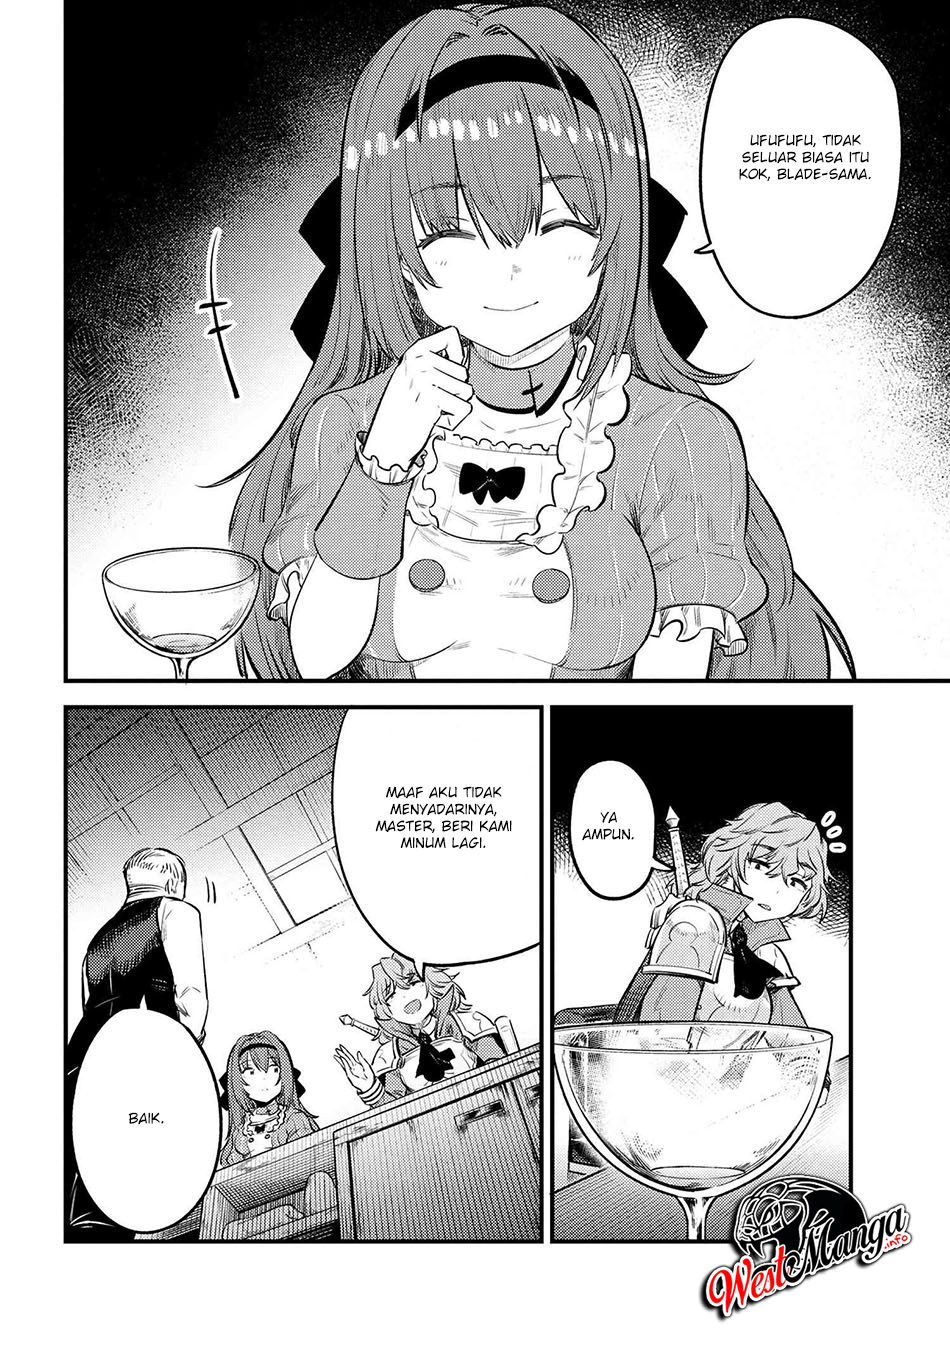 UFUFUFU, TIDAK
SELUAR BIASA ITU
KOK, BLADE-SAMA.
YA
AMPUN.
MAAF AKU TIDAK
MENYADARINYA,
MASTER, BERI KAMI
MINUM LAGI.
BAIK.
WestManga
.info